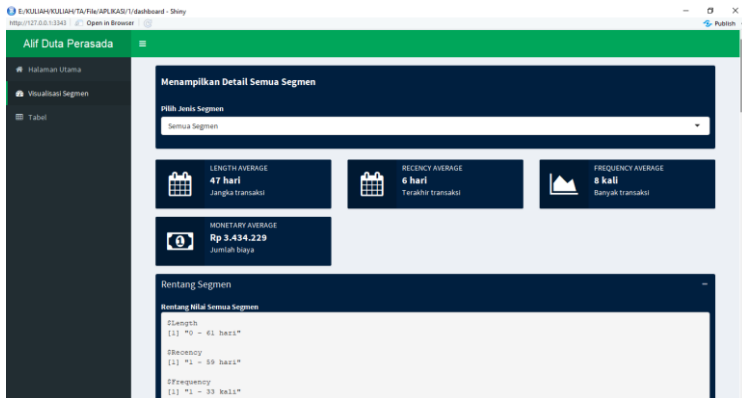 E:/KULIAH/KULIAH/TA/File/APLIKASI/1/dashboard - Shiny
http://127.0.0.1:3343 Open in Browser Publish
Alif Duta Perasada
Halaman Utama
Visualisasi Segmen
Tabel
Menampilkan Detail Semua Segmen
Pilih Jenis Segmen
Semua Segmen
LENGTH AVERAGE
47 hari
Jangka transaksi
RECENCY AVERAGE
6 hari
Terakhir transaksi
FREQUENCY AVERAGE
8 kali
Banyak transaksi
MONETARY AVERAGE
Rp 3.434.229
Jumlah biaya
Rentang Segmen
Rentang Nilai Semua Segmen
$Length
[1] "0 - 61 hari"
$Recency
[1] "1 - 59 hari"
$Frequency
[1] "1 - 33 kali"